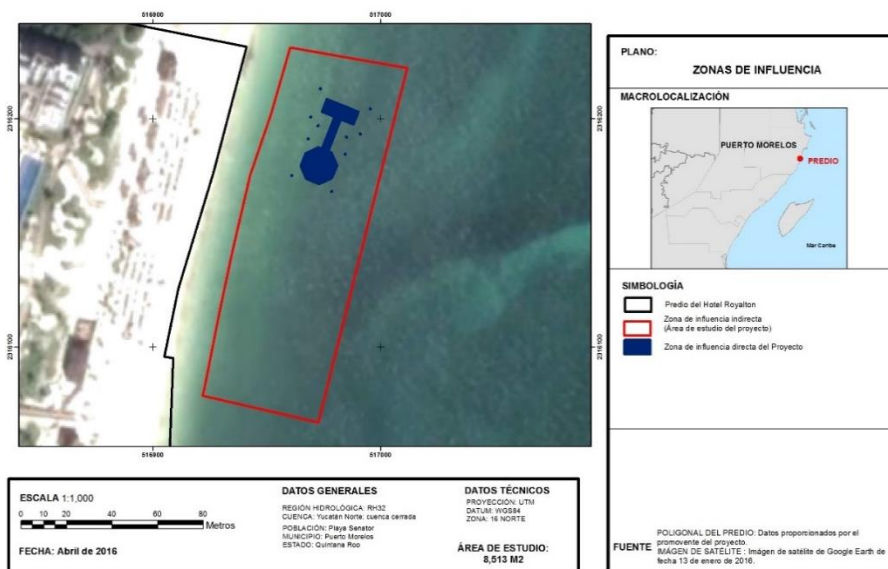 516900
517000
2316200
2316200
2316100
2316100
516900
517000
PLANO:
ZONAS DE INFLUENCIA
MACROLOCALIZACIÓN
PUERTO MORELOS
PREDIO
Mar Caribe
SIMBOLOGÍA
Predio del Hotel Royalton
Zona de influencia indirecta
(Área de estudio del proyecto)
Zona de influencia directa del Proyecto
ESCALA 1:1,000
0 10 20 40 60 80
Metros
FECHA: Abril de 2016
DATOS GENERALES
REGIÓN HIDROLÓGICA: RH32
CUENCA: Yucatán Norte: cuenca cerrada
POBLACIÓN: Playa Senator
MUNICIPIO: Puerto Morelos
ESTADO: Quintana Roo
DATOS TÉCNICOS
PROYECCIÓN: UTM
DATUM: WGS84
ZONA: 16 NORTE
ÁREA DE ESTUDIO:
8,513 M2
FUENTE
POLIGONAL DEL PREDIO: Datos proporcionados por el
promovente del proyecto.
IMÁGEN DE SATÉLITE : Imágen de satélite de Google Earth de
fecha 13 de enero de 2016.